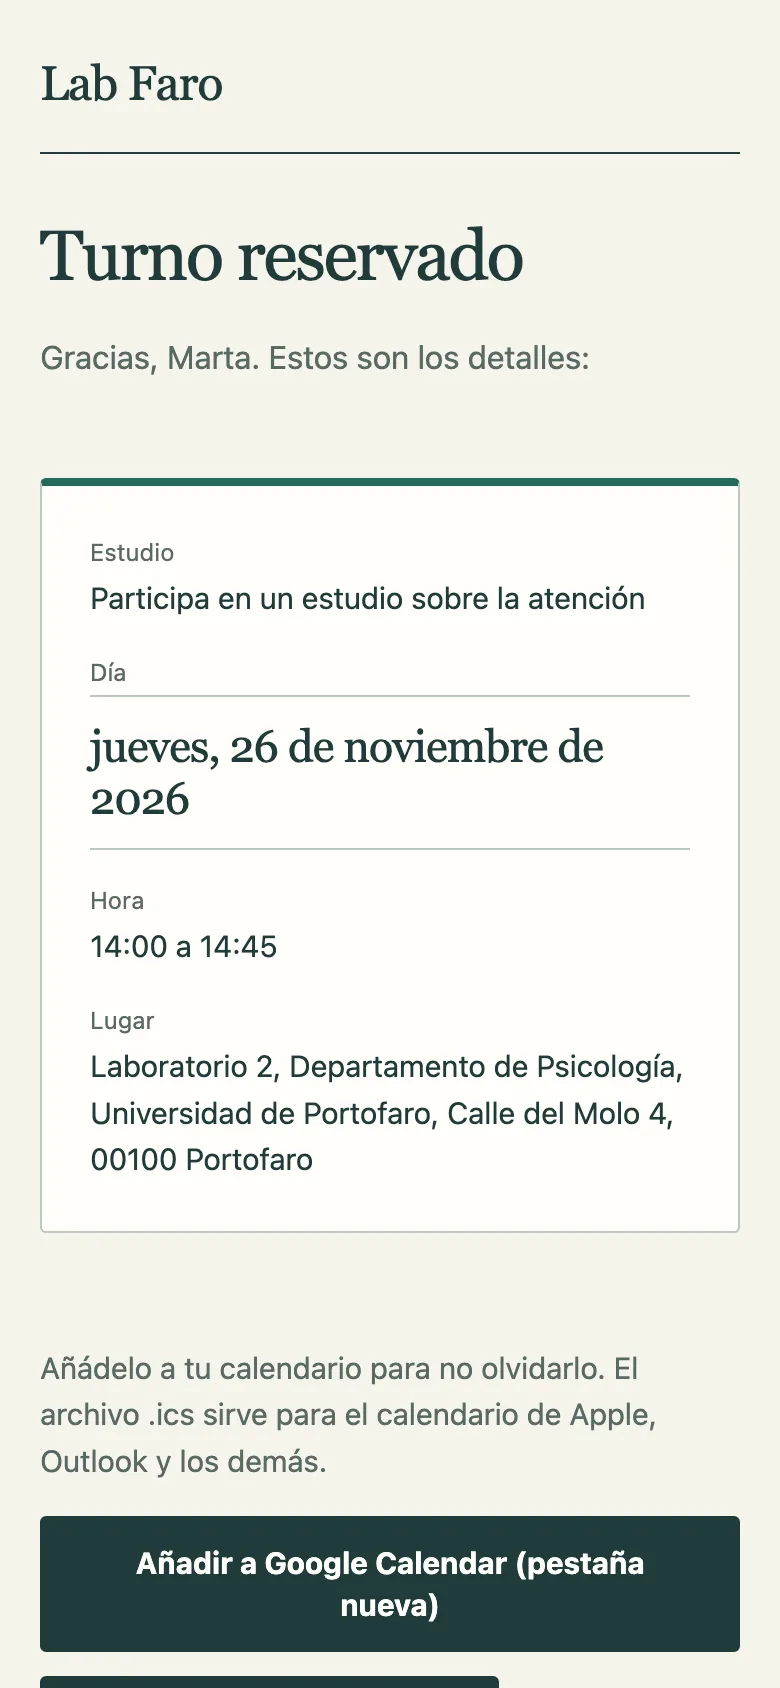 Lab Faro
Turno reservado
Gracias, Marta. Estos son los detalles:
Estudio
Participa en un estudio sobre la atención
Día
jueves, 26 de noviembre de
2026
Hora
14:00 a 14:45
Lugar
Laboratorio 2, Departamento de Psicología,
Universidad de Portofaro, Calle del Molo 4,
00100 Portofaro
Añádelo a tu calendario para no olvidarlo. El
archivo .ics sirve para el calendario de Apple,
Outlook y los demás.
Añadir a Google Calendar (pestaña
nueva)